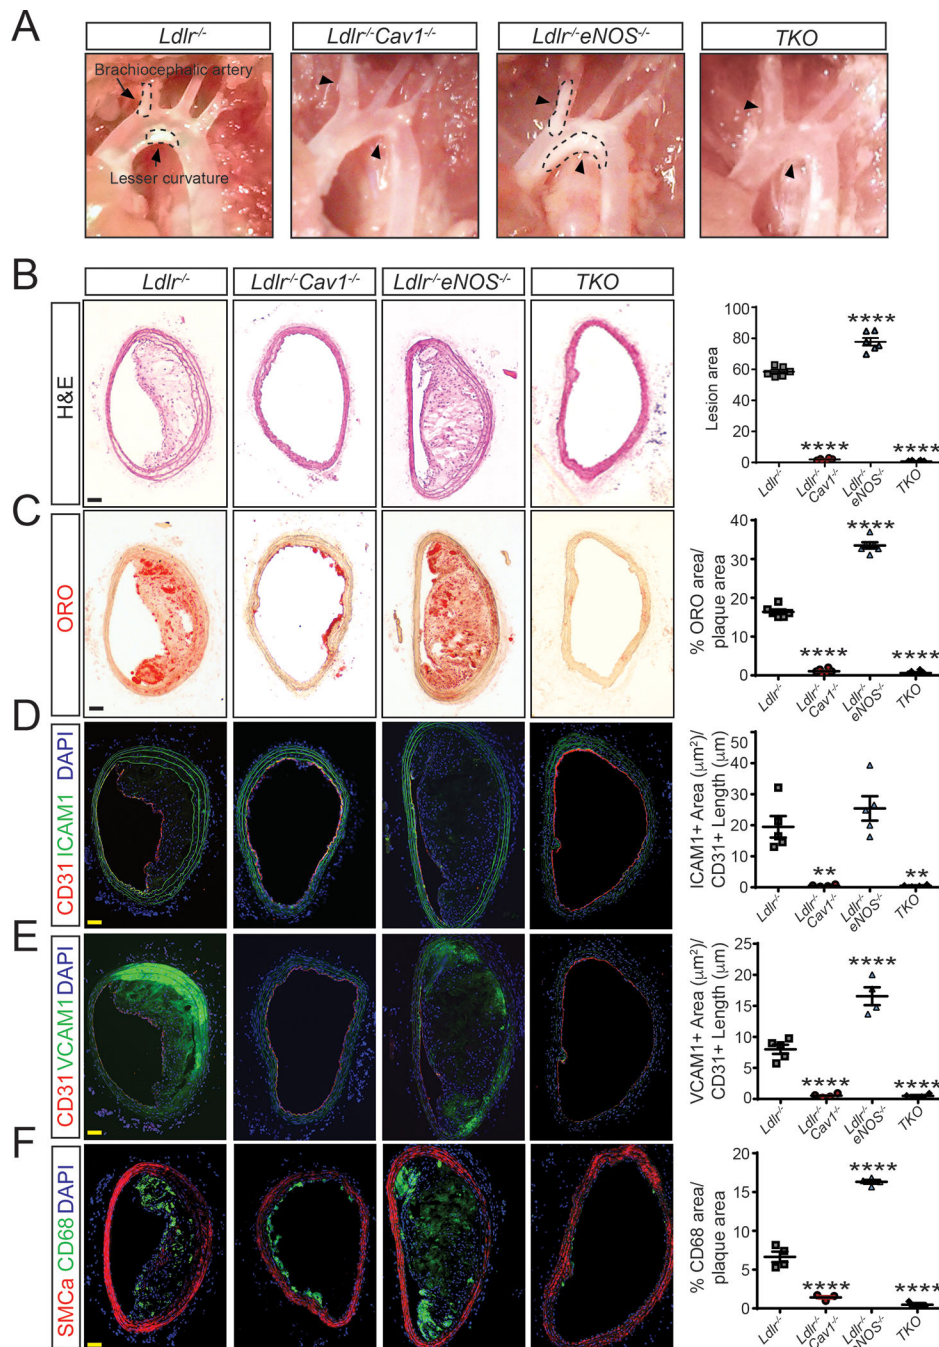 A
Ldlr-/-
Ldlr-/-Cav1-/-
Ldlr-/-eNOS-/-
TKO
Brachiocephalic artery
Lesser curvature
B
Ldlr-/-
Ldlr-/-Cav1-/-
Ldlr-/-eNOS-/-
TKO
H&E
Lesion area
100
80
60
40
20
0
****
****
****
Ldlr-/-
Ldlr-/-
Cav1-/-
Ldlr-/-
eNOS-/-
TKO
C
ORO
% ORO area/
plaque area
40
30
20
10
0
****
****
****
Ldlr-/-
Ldlr-/-
Cav1-/-
Ldlr-/-
eNOS-/-
TKO
D
CD31 ICAM1 DAPI
ICAM1+ Area (μm²)/
CD31+ Length (μm)
50
40
30
20
10
0
**
**
Ldlr-/-
Ldlr-/-
Cav1-/-
Ldlr-/-
eNOS-/-
TKO
E
CD31 VCAM1 DAPI
VCAM1+ Area (μm²)/
CD31+ Length (μm)
25
20
15
10
5
0
****
****
****
Ldlr-/-
Ldlr-/-
Cav1-/-
Ldlr-/-
eNOS-/-
TKO
F
SMCa CD68 DAPI
% CD68 area/
plaque area
20
15
10
5
0
****
****
****
Ldlr-/-
Ldlr-/-
Cav1-/-
Ldlr-/-
eNOS-/-
TKO